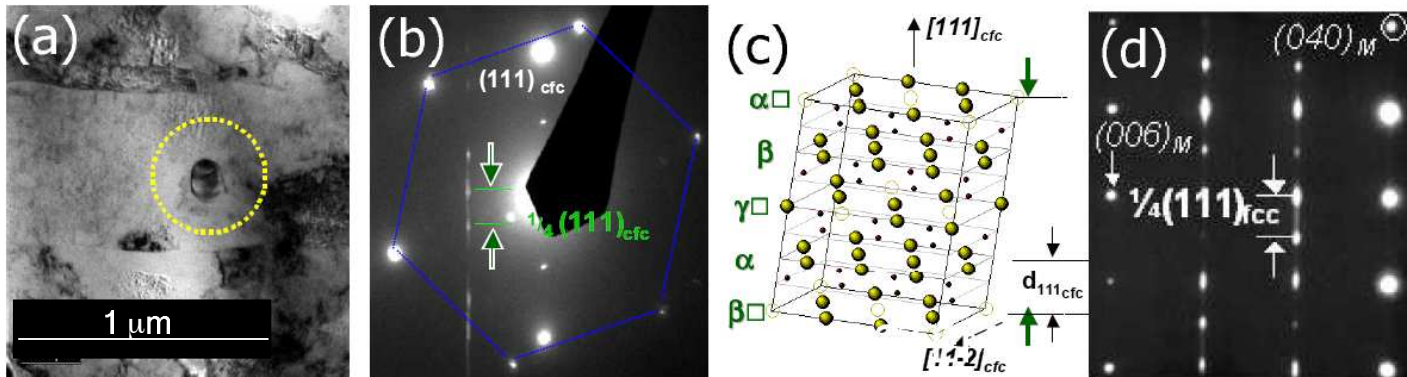 (a)
1 μm
(b)
(111) cfc
¼(111)cfc
(c)
[111]cfc
α□
β
γ□
α
β□
d111cfc
[11-2]cfc
(d)
(040)M
(006)M
¼(111)fcc